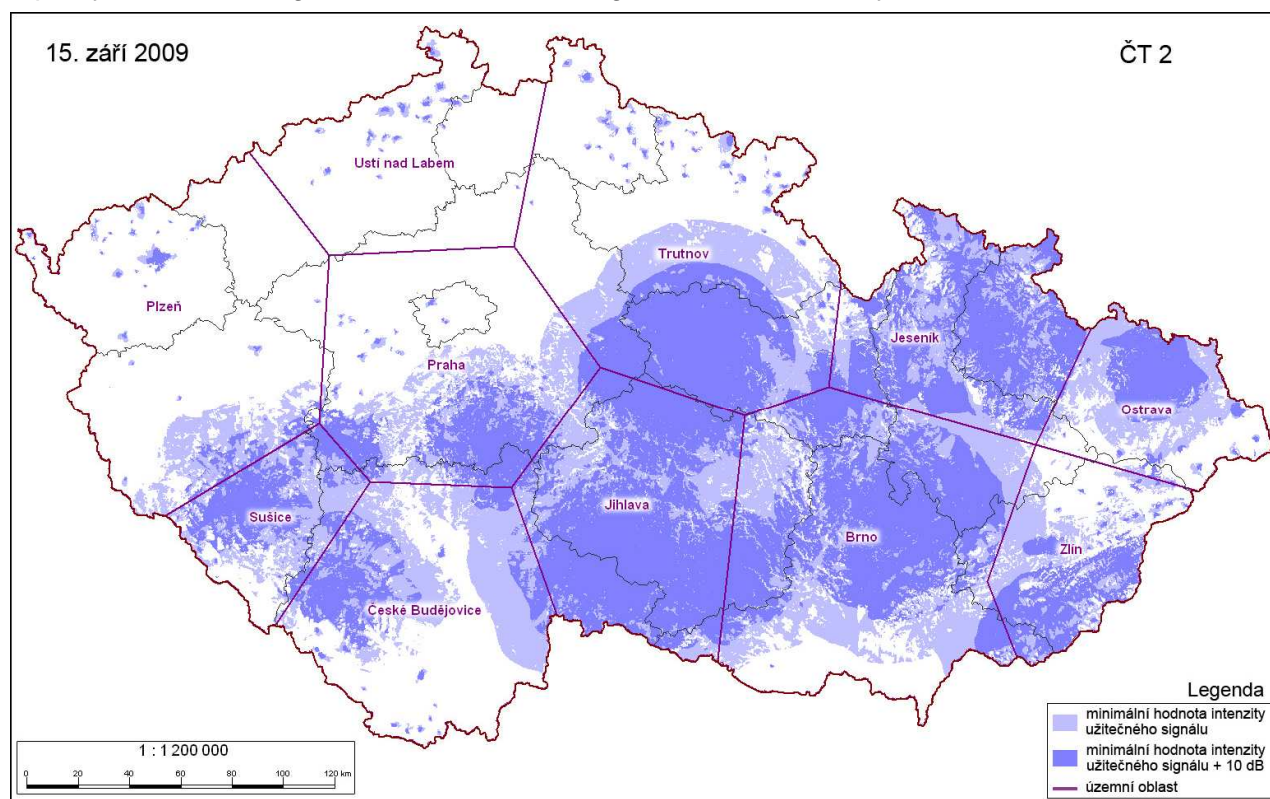 15. září 2009
ČT 2
Ustí nad Labem
Trutnov
Plzeň
Jeseník
Praha
Ostrava
Sušice
Jihlava
Brno
Zlín
České Budějovice
Legenda
minimální hodnota intenzity
užitečného signálu
minimální hodnota intenzity
užitečného signálu + 10 dB
územní oblast
1 : 1 200 000
0 20 40 60 80 100 120 km